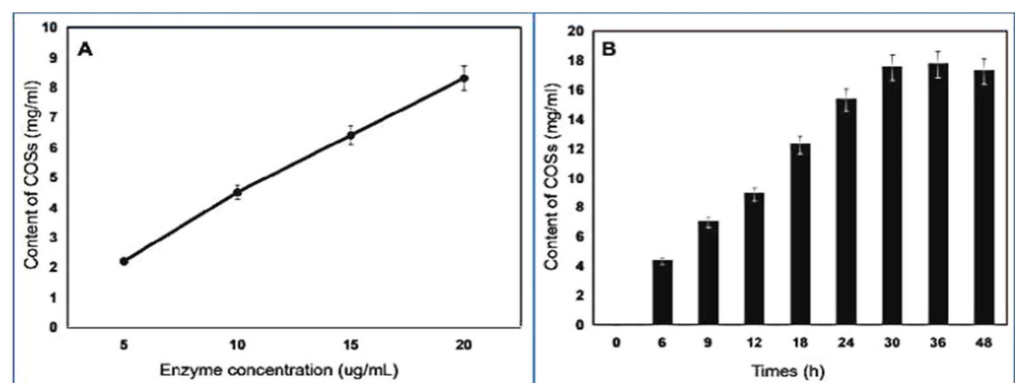 A
Content of COSs (mg/ml)
10
9
8
7
6
5
4
3
2
1
0
5 10 15 20
Enzyme concentration (ug/mL)
B
Content of COSs (mg/ml)
20
18
16
14
12
10
8
6
4
2
0
0 6 9 12 18 24 30 36 48
Times (h)